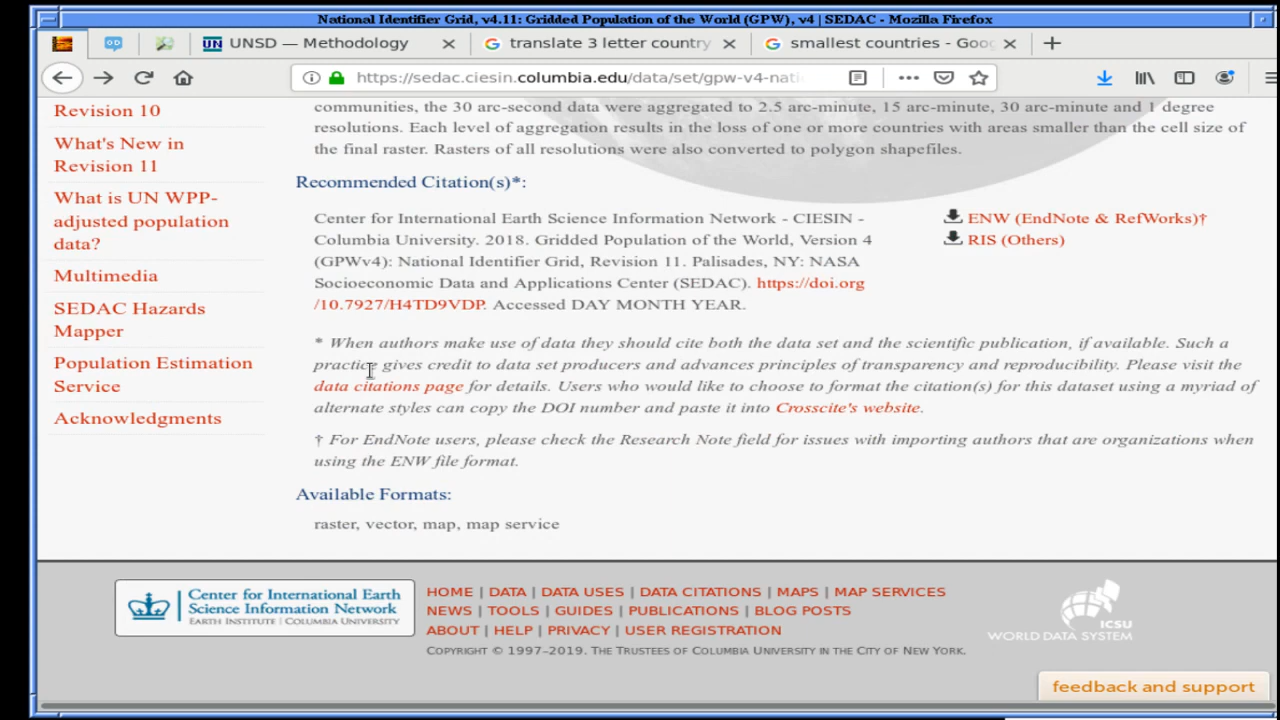 National Identifier Grid, v4.11: Gridded Population of the World (GPW), v4 | SEDAC - Mozilla Firefox
UN UNSD — Methodology
translate 3 letter country
smallest countries - Goo
https://sedac.ciesin.columbia.edu/data/set/gpw-v4-nati
Revision 10
What's New in
Revision 11
What is UN WPP-
adjusted population
data?
Multimedia
SEDAC Hazards
Mapper
Population Estimation
Service
Acknowledgments
communities, the 30 arc-second data were aggregated to 2.5 arc-minute, 15 arc-minute, 30 arc-minute and 1 degree
resolutions. Each level of aggregation results in the loss of one or more countries with areas smaller than the cell size of
the final raster. Rasters of all resolutions were also converted to polygon shapefiles.
Recommended Citation(s)*:
Center for International Earth Science Information Network - CIESIN -
Columbia University. 2018. Gridded Population of the World, Version 4
(GPWv4): National Identifier Grid, Revision 11. Palisades, NY: NASA
Socioeconomic Data and Applications Center (SEDAC). https://doi.org
/10.7927/H4TD9VDP. Accessed DAY MONTH YEAR.
ENW (EndNote & RefWorks)†
RIS (Others)
* When authors make use of data they should cite both the data set and the scientific publication, if available. Such a
practice gives credit to data set producers and advances principles of transparency and reproducibility. Please visit the
data citations page for details. Users who would like to choose to format the citation(s) for this dataset using a myriad of
alternate styles can copy the DOI number and paste it into Crosscite's website.
† For EndNote users, please check the Research Note field for issues with importing authors that are organizations when
using the ENW file format.
Available Formats:
raster, vector, map, map service
Center for International Earth
Science Information Network
EARTH INSTITUTE | COLUMBIA UNIVERSITY
HOME | DATA | DATA USES | DATA CITATIONS | MAPS | MAP SERVICES
NEWS | TOOLS | GUIDES | PUBLICATIONS | BLOG POSTS
ABOUT | HELP | PRIVACY | USER REGISTRATION
COPYRIGHT © 1997–2019. THE TRUSTEES OF COLUMBIA UNIVERSITY IN THE CITY OF NEW YORK.
ICSU
WORLD DATA SYSTEM
feedback and support